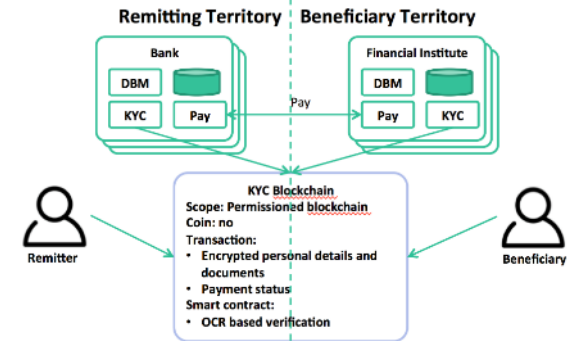 Remitting Territory
Beneficiary Territory
Bank
DBM
KYC
Pay
Pay
Financial Institute
DBM
Pay
KYC
KYC Blockchain
Scope: Permissioned blockchain
Coin: no
Transaction:
• Encrypted personal details and
documents
• Payment status
Smart contract:
• OCR based verification
Remitter
Beneficiary